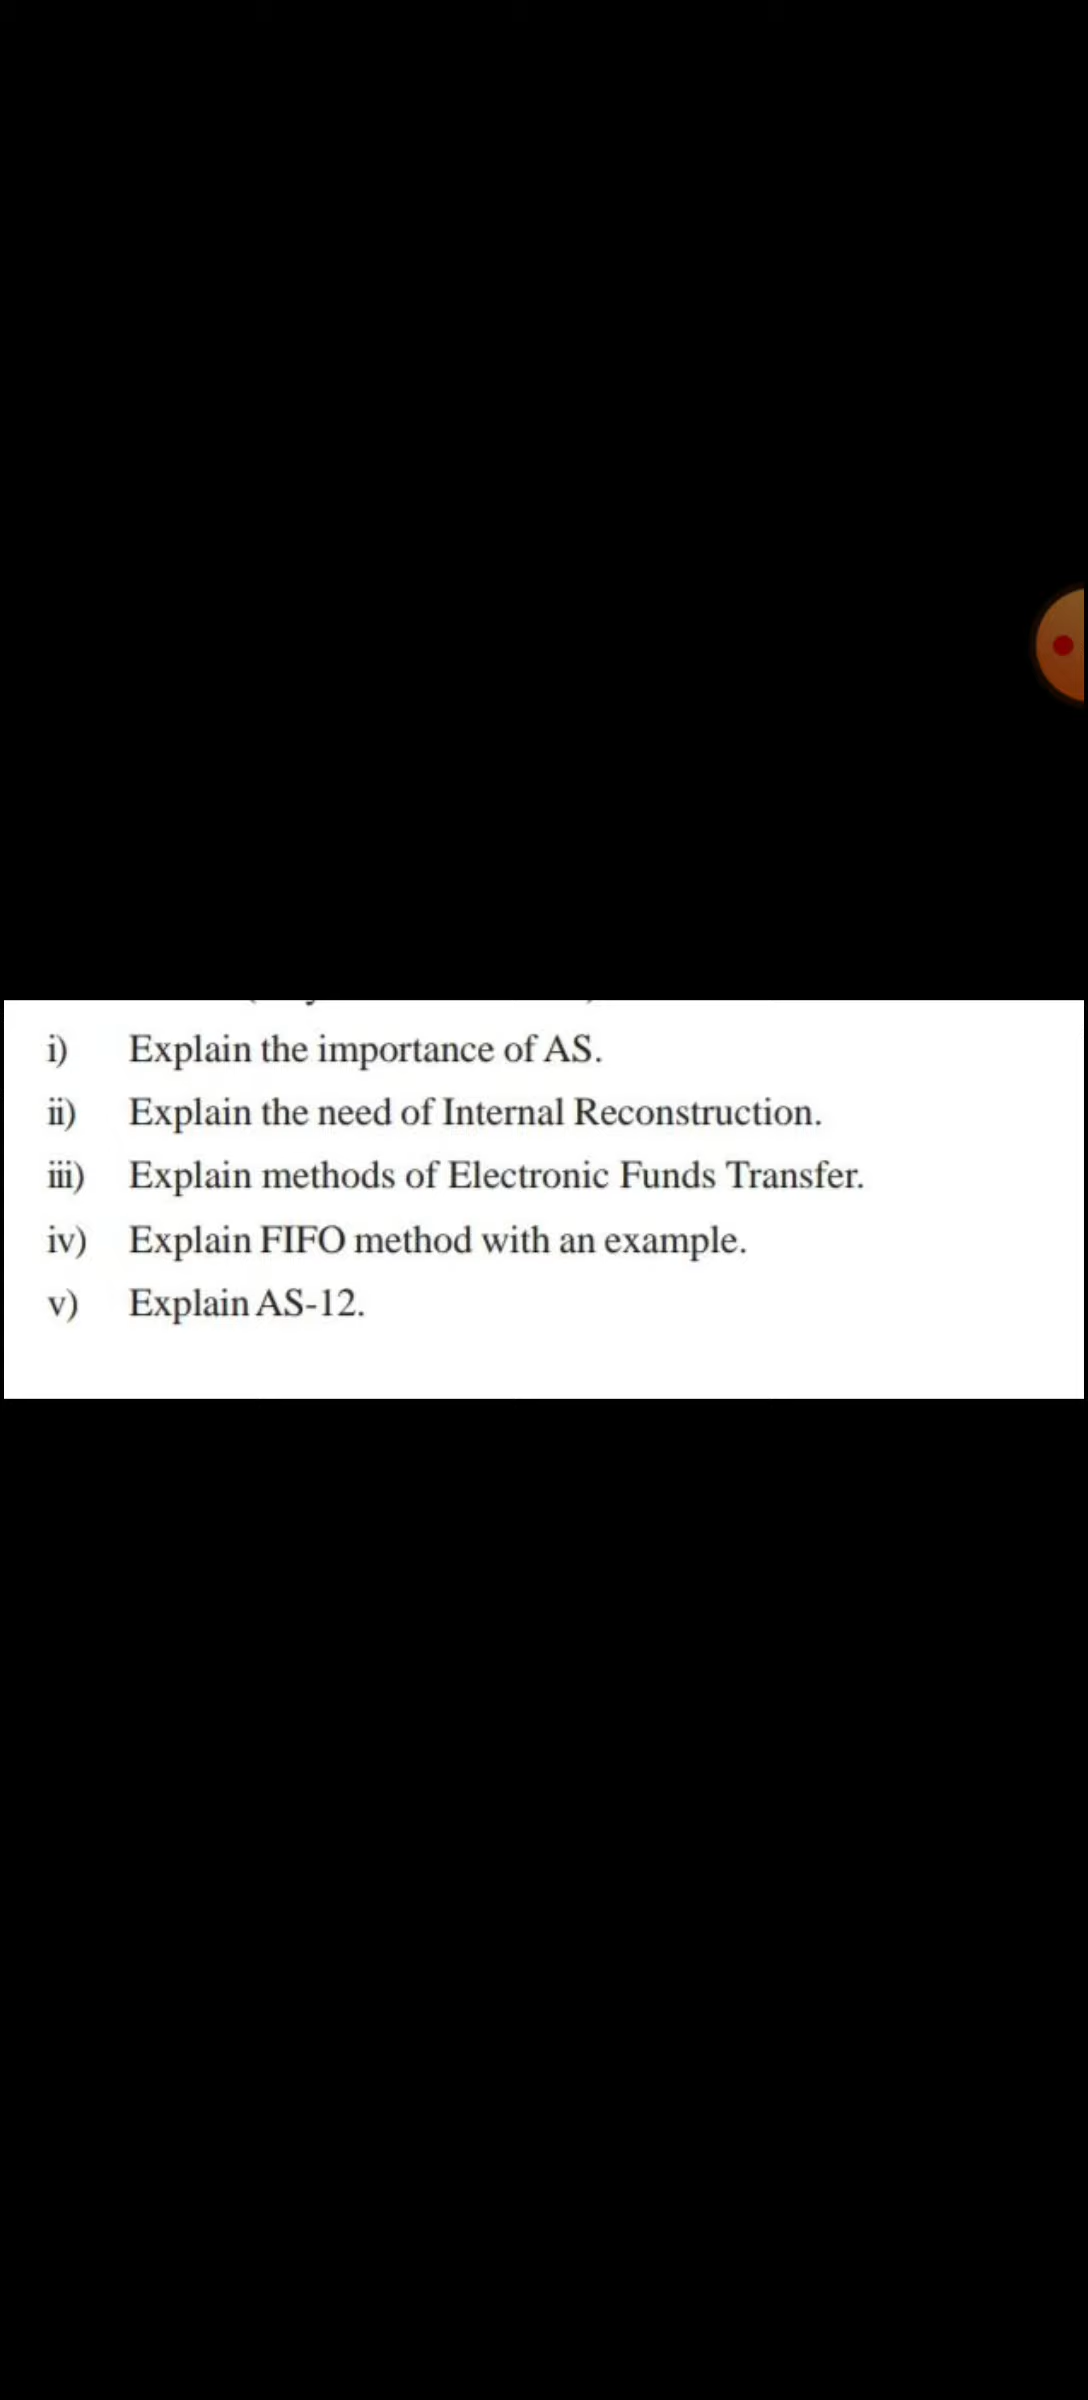 i) Explain the importance of AS.
ii) Explain the need of Internal Reconstruction.
iii) Explain methods of Electronic Funds Transfer.
iv) Explain FIFO method with an example.
v) Explain AS-12.